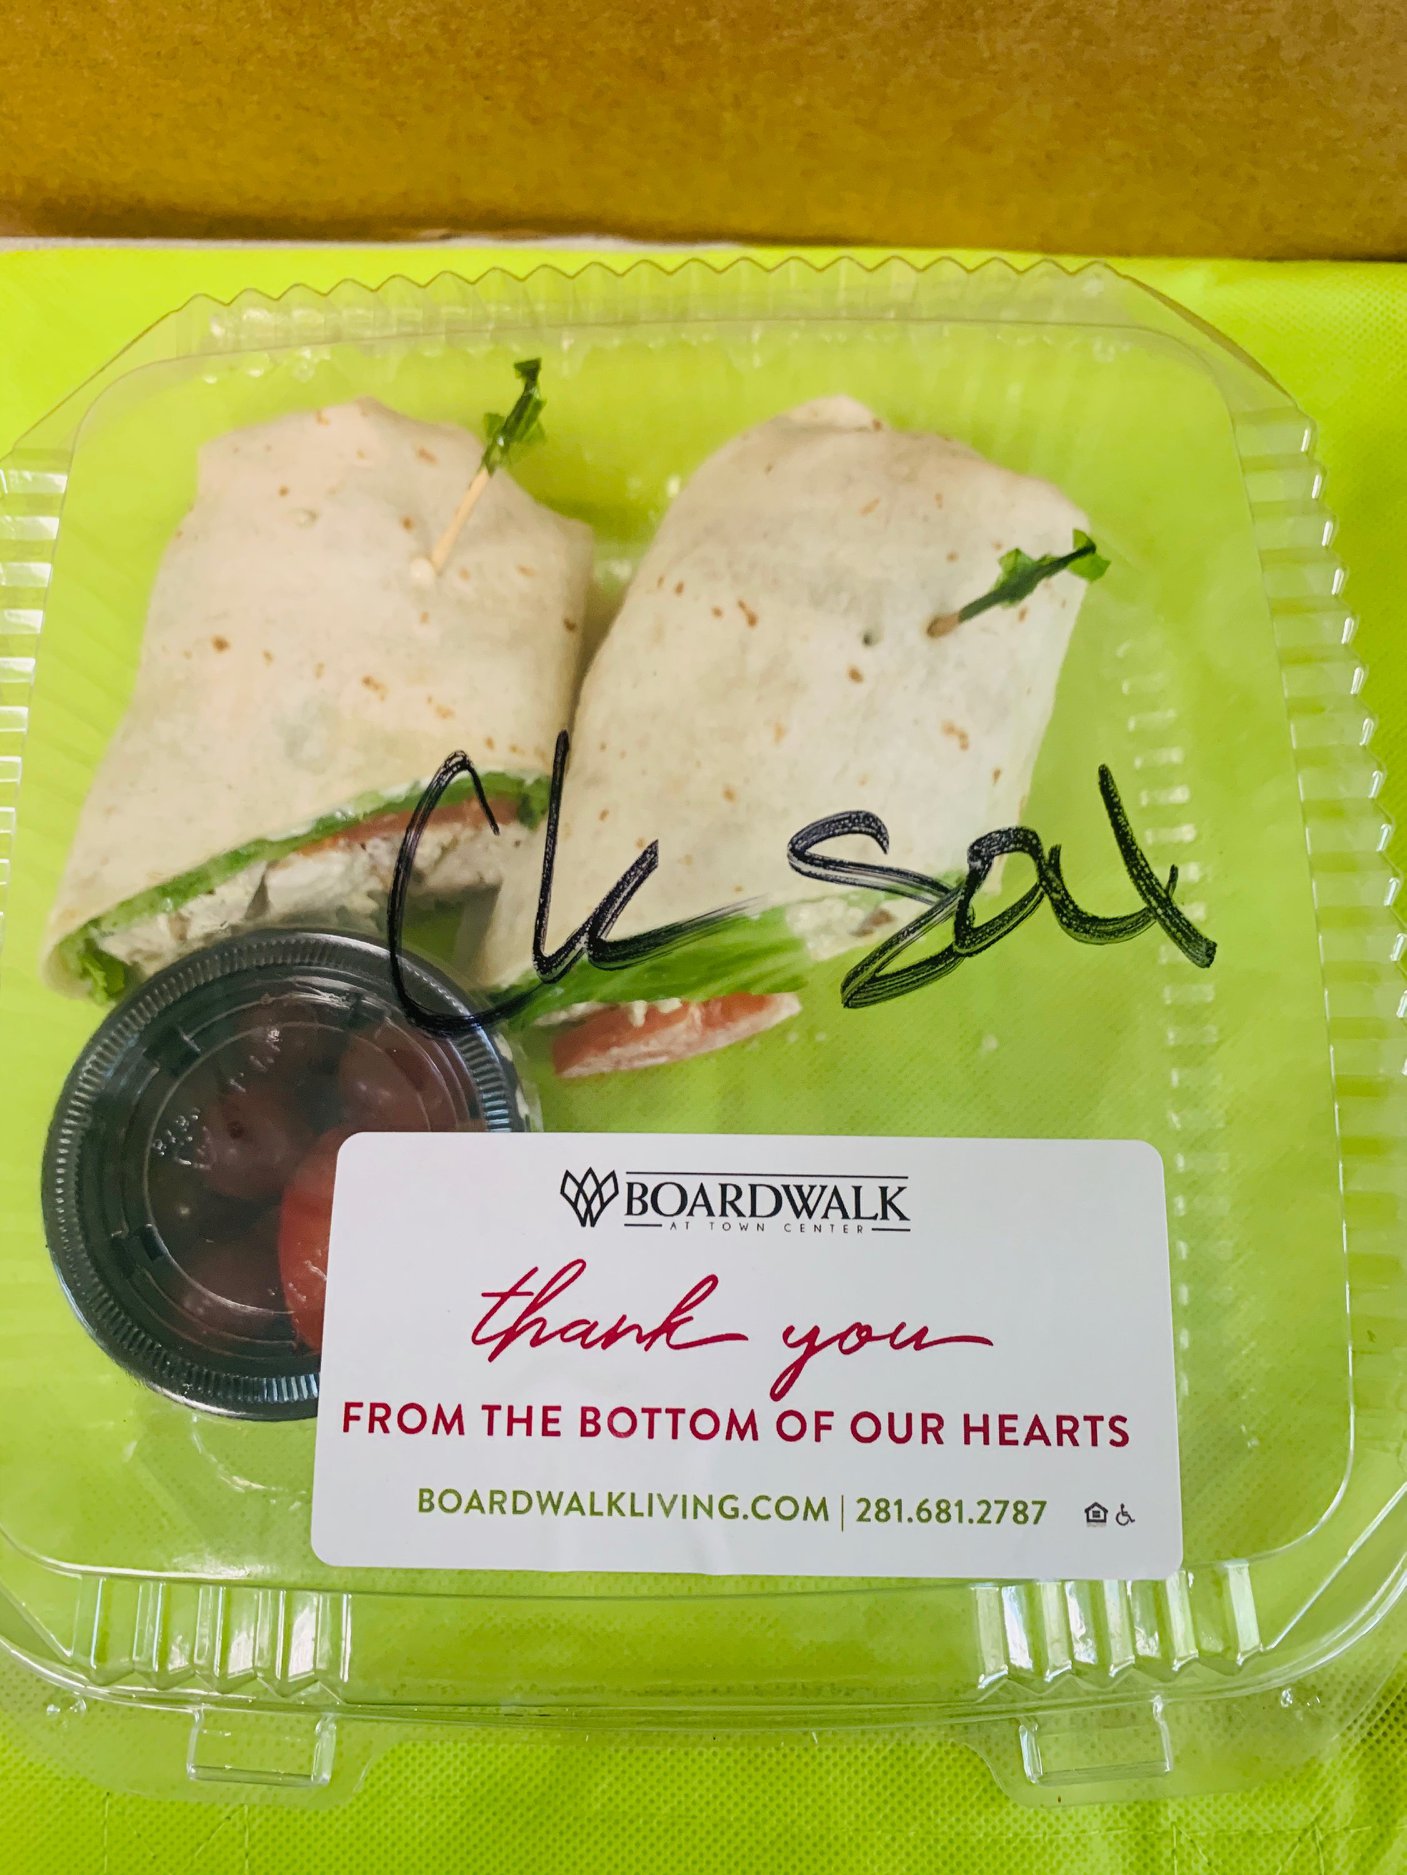 Ck Sal
BOARDWALK
AT TOWN CENTER
thank you
FROM THE BOTTOM OF OUR HEARTS
BOARDWALKLIVING.COM | 281.681.2787